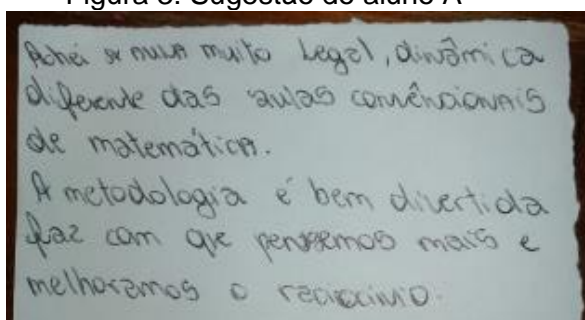 Figura 3: Sugestão do aluno A
Achei a aula muito legal, dinâmica
diferente das aulas convencionais
de matemática.
A metodologia é bem divertida
faz com que pensemos mais e
melhoramos o raciocinio.